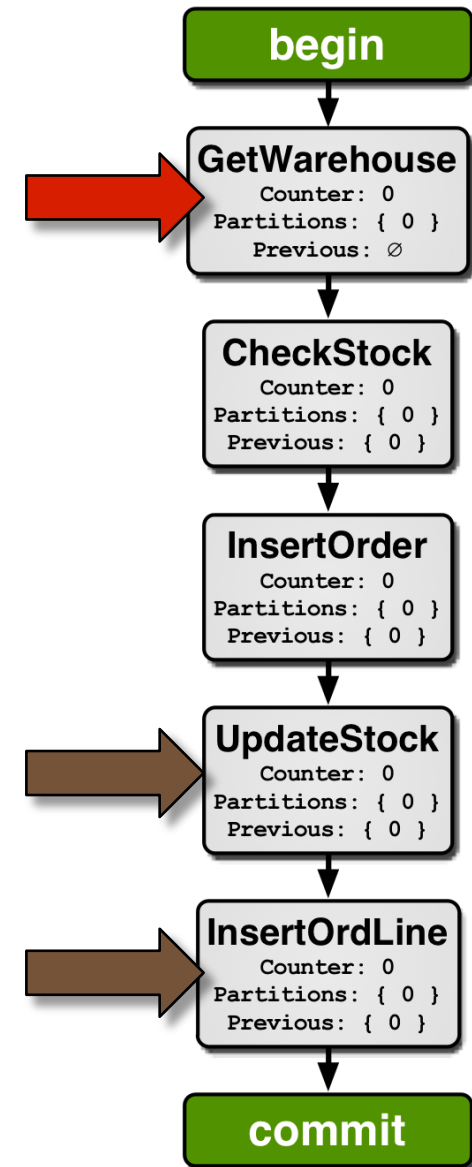 begin
GetWarehouse
Counter: 0
Partitions: { 0 }
Previous: ∅
CheckStock
Counter: 0
Partitions: { 0 }
Previous: { 0 }
InsertOrder
Counter: 0
Partitions: { 0 }
Previous: { 0 }
UpdateStock
Counter: 0
Partitions: { 0 }
Previous: { 0 }
InsertOrdLine
Counter: 0
Partitions: { 0 }
Previous: { 0 }
commit